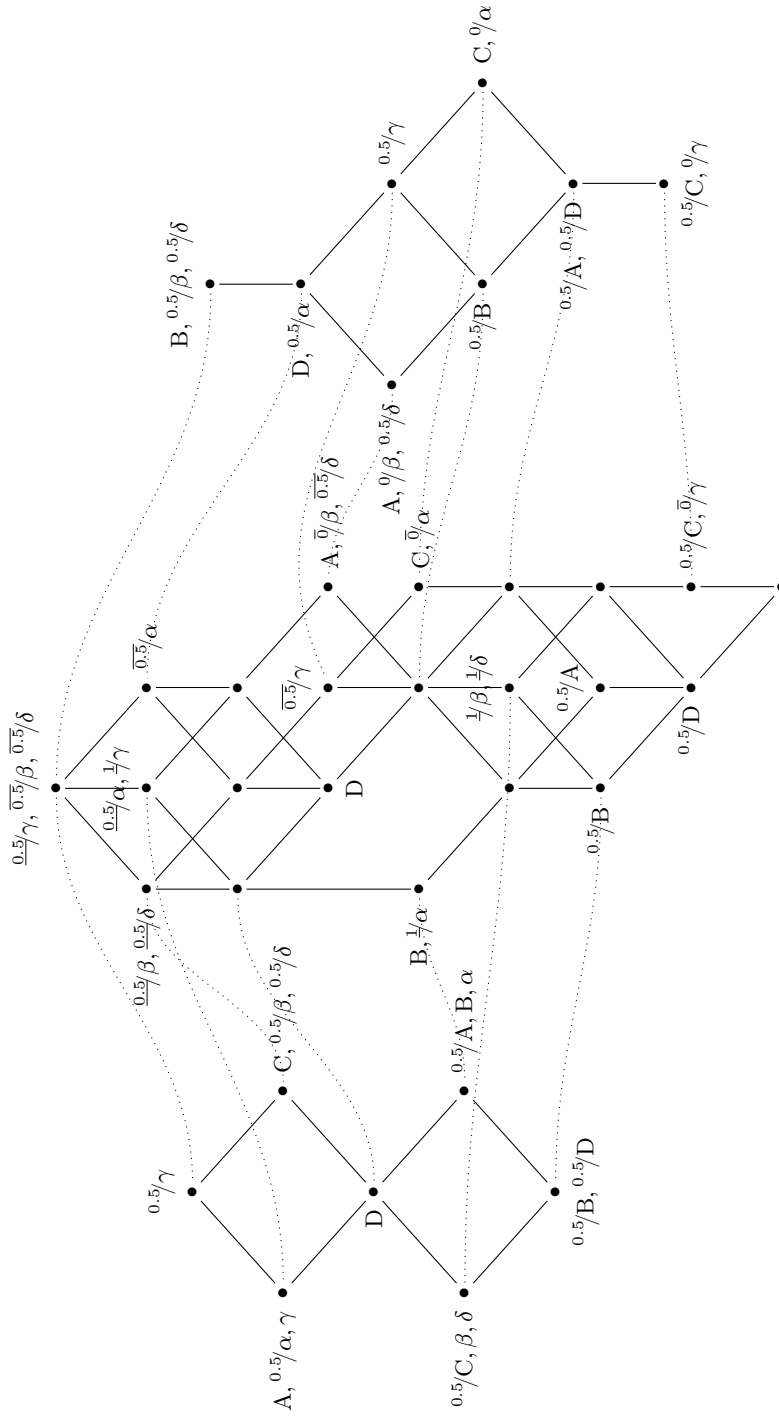 ⁰·⁵/γ
A, ⁰·⁵/α, γ
C, ⁰·⁵/β, ⁰·⁵/δ
D
⁰·⁵/C, β, δ
⁰·⁵/A, B, α
⁰·⁵/B, ⁰·⁵/D
0̲.̲5̲/γ, 0̅.̅5̅/β, 0̅.̅5̅/δ
0̲.̲5̲/β, 0̲.̲5̲/δ
0̲.̲5̲/α, 1̲/γ
0̅.̅5̅/α
A, 0̅/β, 0̅.̅5̅/δ
0̅.̅5̅/γ
D
C, 0̅/α
B, 1̲/α
1̲/β, 1̲/δ
⁰·⁵/A
⁰·⁵/B
⁰·⁵/D
⁰·⁵/C, 0̅/γ
B, ⁰·⁵/β, ⁰·⁵/δ
D, ⁰·⁵/α
⁰·⁵/γ
A, ⁰/β, ⁰·⁵/δ
C, ⁰/α
⁰·⁵/B
⁰·⁵/A, ⁰·⁵/D
⁰·⁵/C, ⁰/γ